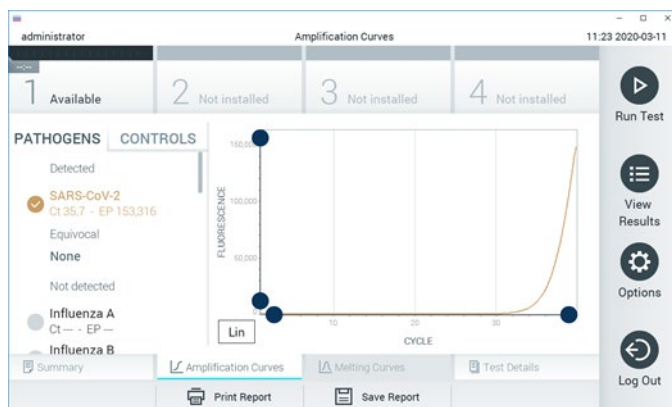 administrator
Amplification Curves
11:23 2020-03-11
1 Available
2 Not installed
3 Not installed
4 Not installed
Run Test
View
Results
Options
Log Out
PATHOGENS CONTROLS
Detected
SARS-CoV-2
Ct 35.7 - EP 153,316
Equivocal
None
Not detected
Influenza A
Ct --- - EP ---
Influenza B
FLUORESCENCE
150,000
100,000
50,000
0
10
20
30
CYCLE
Lin
Summary
Amplification Curves
Melting Curves
Test Details
Print Report
Save Report